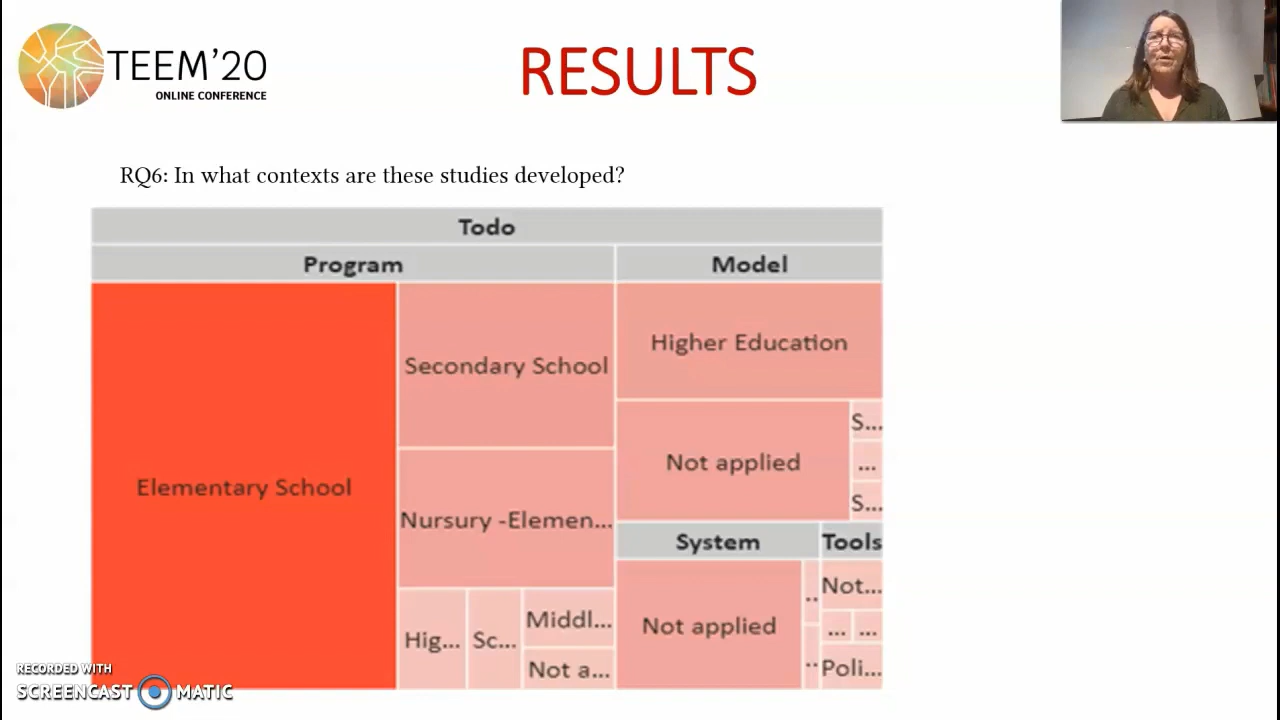 TEEM'20
ONLINE CONFERENCE
RESULTS
RQ6: In what contexts are these studies developed?
Todo
Program
Model
Elementary School
Secondary School
Higher Education
Not applied
S...
...
S...
Nursury -Elemen...
System
Tools
Hig...
Sc...
Middl...
Not a...
Not applied
..
..
Not...
... ...
Poli...
RECORDED WITH
SCREENCAST MATIC